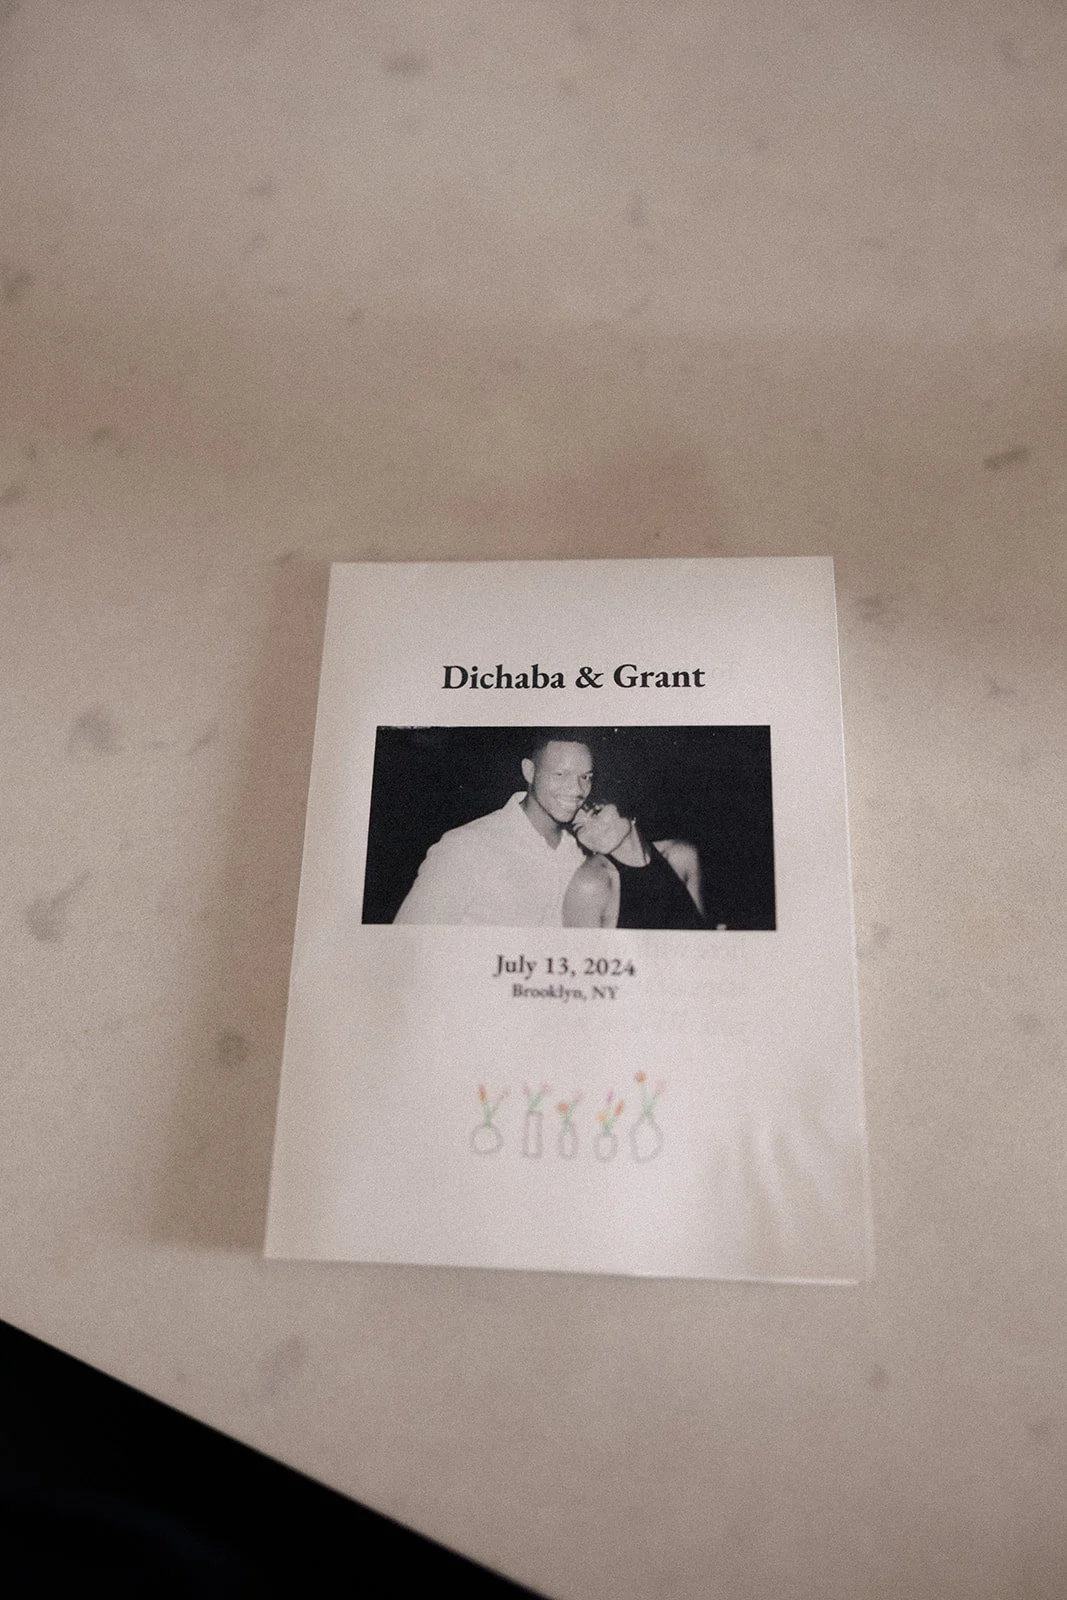 Dichaba & Grant
July 13, 2024
Brooklyn, NY